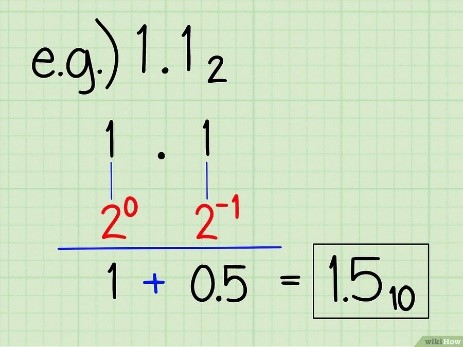 e.g.) 1.1₂
1 . 1
2⁰ 2⁻¹
1 + 0.5 = 1.5₁₀
wikiHow